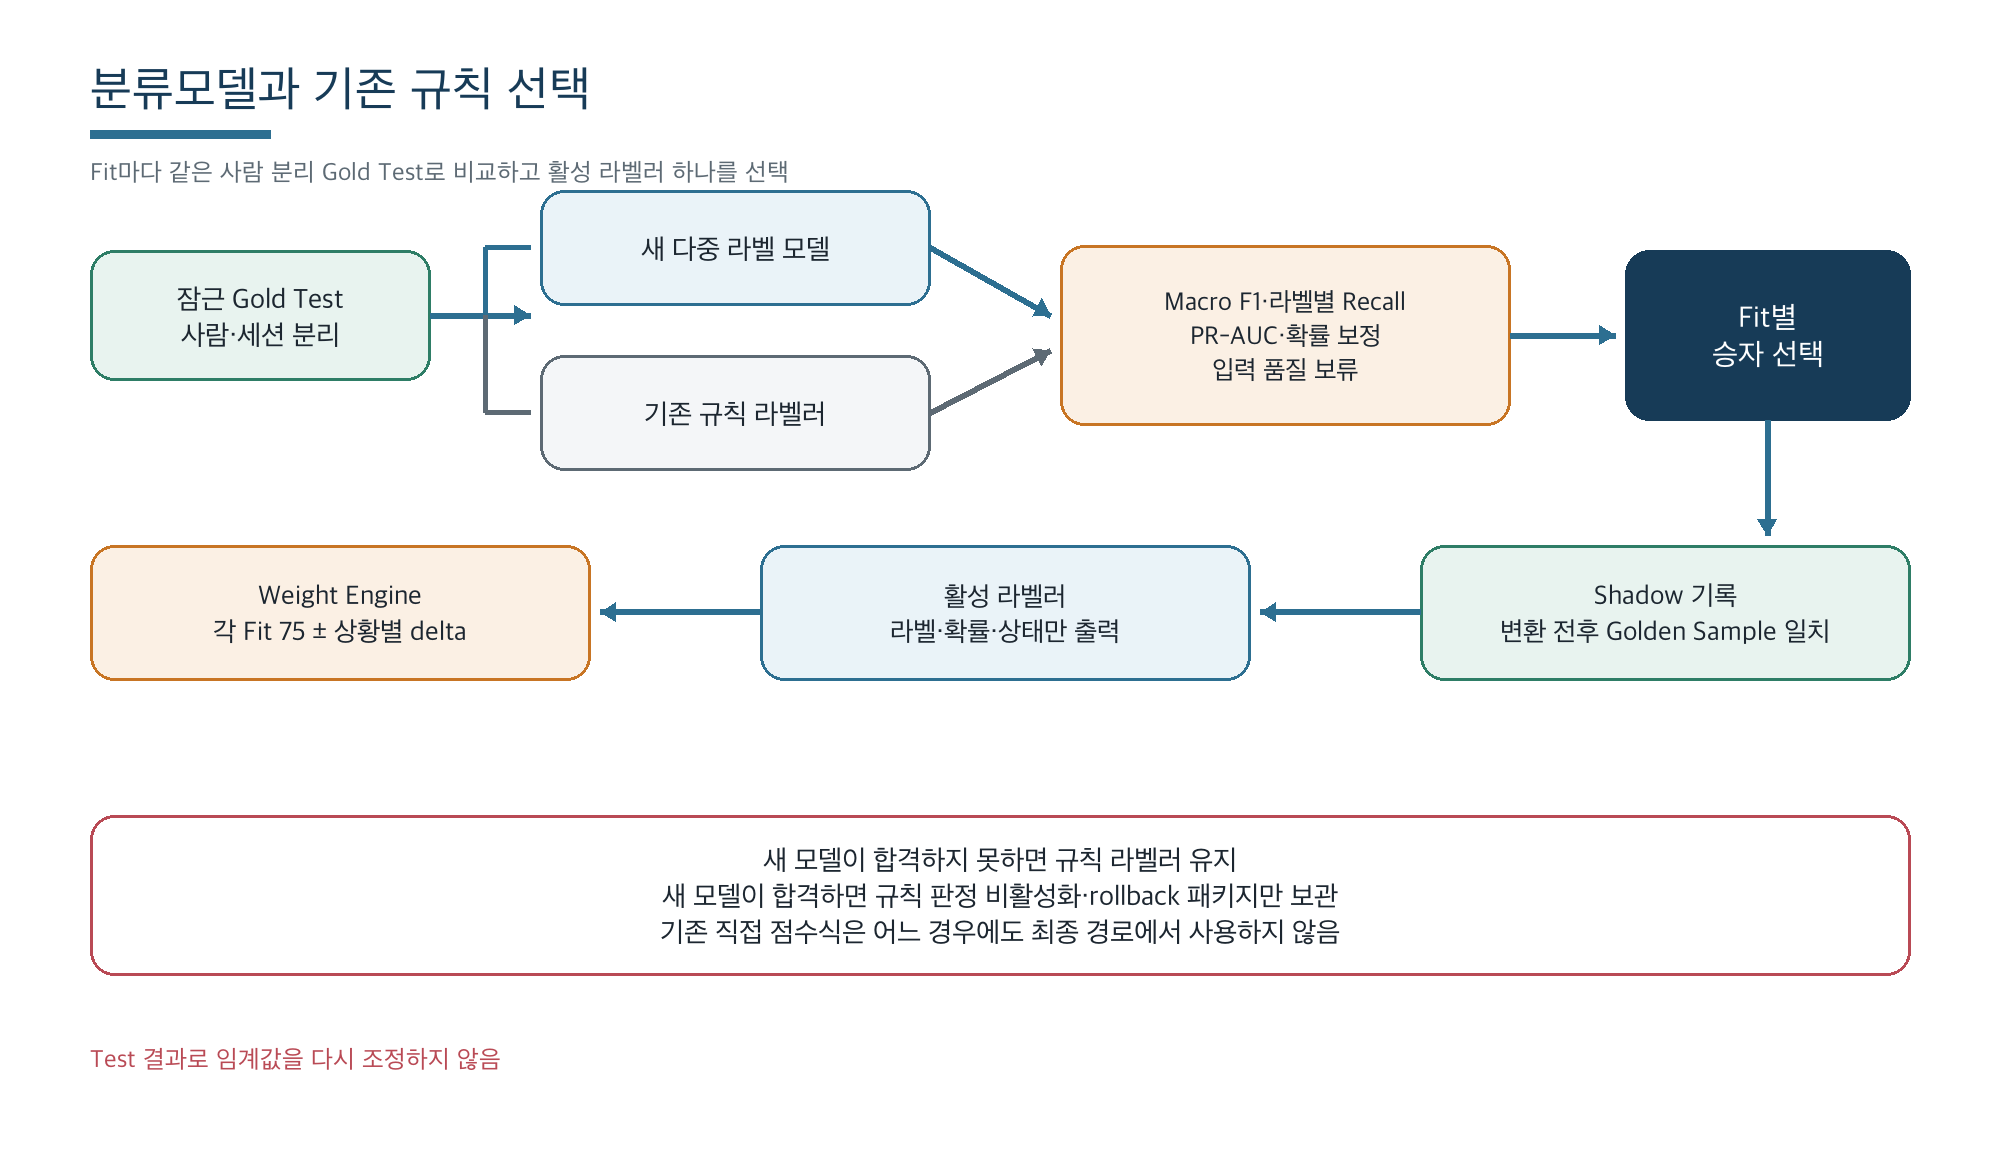 분류모델과 기존 규칙 선택
Fit마다 같은 사람 분리 Gold Test로 비교하고 활성 라벨러 하나를 선택
잠근 Gold Test
사람·세션 분리
새 다중 라벨 모델
기존 규칙 라벨러
Macro F1·라벨별 Recall
PR-AUC·확률 보정
입력 품질 보류
Fit별
승자 선택
Weight Engine
각 Fit 75 ± 상황별 delta
활성 라벨러
라벨·확률·상태만 출력
Shadow 기록
변환 전후 Golden Sample 일치
새 모델이 합격하지 못하면 규칙 라벨러 유지
새 모델이 합격하면 규칙 판정 비활성화·rollback 패키지만 보관
기존 직접 점수식은 어느 경우에도 최종 경로에서 사용하지 않음
Test 결과로 임계값을 다시 조정하지 않음